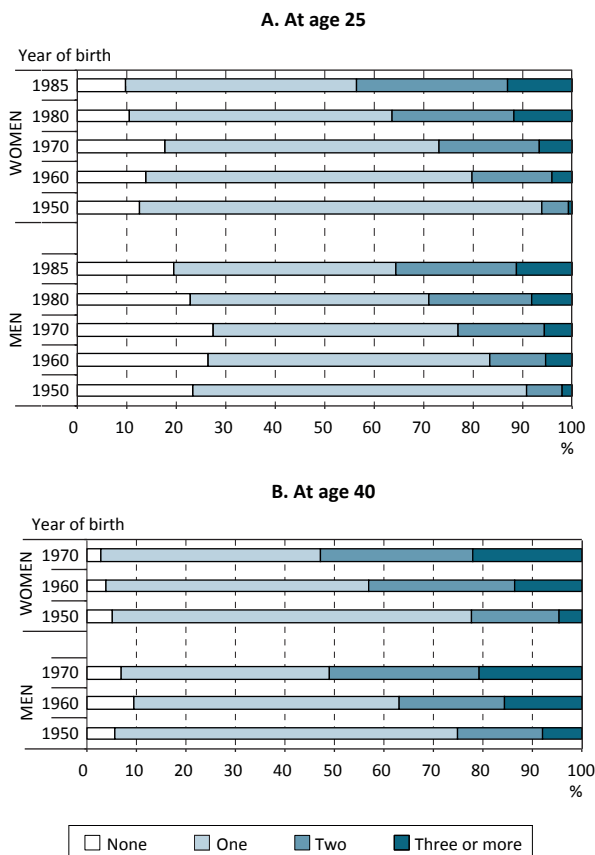 A. At age 25
Year of birth
WOMEN
1985
1980
1970
1960
1950
MEN
1985
1980
1970
1960
1950
0 10 20 30 40 50 60 70 80 90 100
%
B. At age 40
Year of birth
WOMEN
1970
1960
1950
MEN
1970
1960
1950
0 10 20 30 40 50 60 70 80 90 100
%
None One Two Three or more